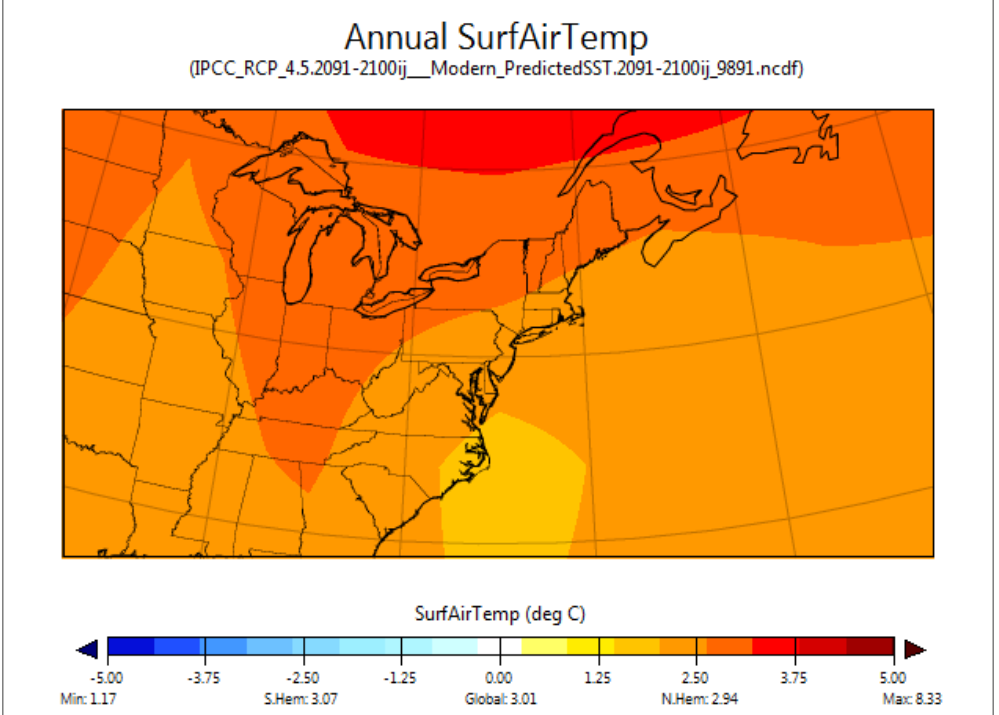 Annual SurfAirTemp
(IPCC_RCP_4.5.2091-2100ij__Modern_PredictedSST.2091-2100ij_9891.ncdf)
SurfAirTemp (deg C)
-5.00 -3.75 -2.50 -1.25 0.00 1.25 2.50 3.75 5.00
Min: 1.17 S.Hem: 3.07 Global: 3.01 N.Hem: 2.94 Max: 8.33